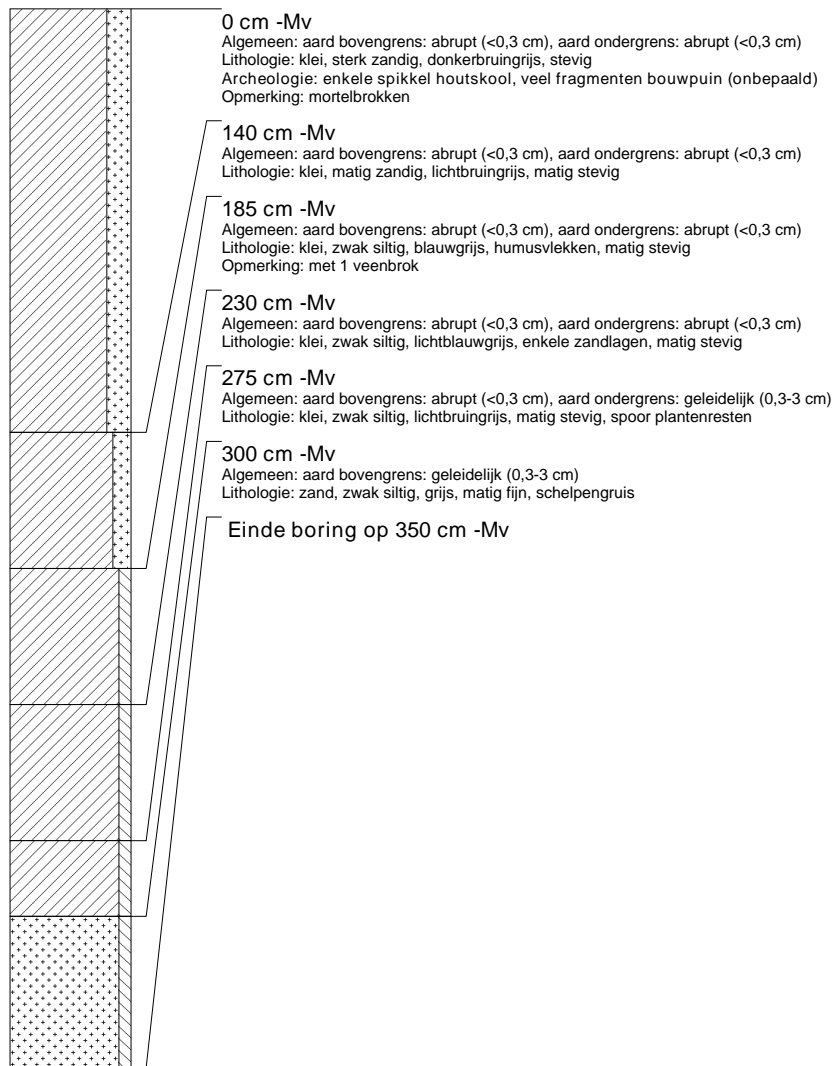 0 cm -Mv
Algemeen: aard bovengrens: abrupt (<0,3 cm), aard ondergrens: abrupt (<0,3 cm)
Lithologie: klei, sterk zandig, donkerbruingrijs, stevig
Archeologie: enkele spikkel houtskool, veel fragmenten bouwpuin (onbepaald)
Opmerking: mortelbrokken
140 cm -Mv
Algemeen: aard bovengrens: abrupt (<0,3 cm), aard ondergrens: abrupt (<0,3 cm)
Lithologie: klei, matig zandig, lichtbruingrijs, matig stevig
185 cm -Mv
Algemeen: aard bovengrens: abrupt (<0,3 cm), aard ondergrens: abrupt (<0,3 cm)
Lithologie: klei, zwak siltig, blauwgrijs, humusvlekken, matig stevig
Opmerking: met 1 veenbrok
230 cm -Mv
Algemeen: aard bovengrens: abrupt (<0,3 cm), aard ondergrens: abrupt (<0,3 cm)
Lithologie: klei, zwak siltig, lichtblauwgrijs, enkele zandlagen, matig stevig
275 cm -Mv
Algemeen: aard bovengrens: abrupt (<0,3 cm), aard ondergrens: geleidelijk (0,3-3 cm)
Lithologie: klei, zwak siltig, lichtbruingrijs, matig stevig, spoor plantenresten
300 cm -Mv
Algemeen: aard bovengrens: geleidelijk (0,3-3 cm)
Lithologie: zand, zwak siltig, grijs, matig fijn, schelpengruis
Einde boring op 350 cm -Mv